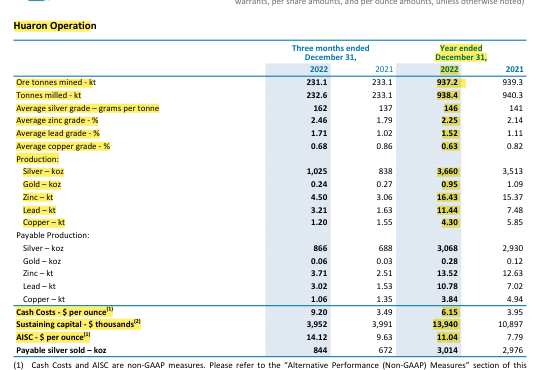 warrants, per share amounts, and per ounce amounts, unless otherwise noted)
Huaron Operation
Three months ended Year ended
December 31, December 31,
2022 2021 2022 2021
Ore tonnes mined - kt 231.1 233.1 937.2 939.3
Tonnes milled - kt 232.6 233.1 938.4 940.3
Average silver grade – grams per tonne 162 137 146 141
Average zinc grade - % 2.46 1.79 2.25 2.14
Average lead grade - % 1.71 1.02 1.52 1.11
Average copper grade - % 0.68 0.86 0.63 0.82
Production:
Silver – koz 1,025 838 3,660 3,513
Gold – koz 0.24 0.27 0.95 1.09
Zinc – kt 4.50 3.06 16.43 15.37
Lead – kt 3.21 1.63 11.44 7.48
Copper – kt 1.20 1.55 4.30 5.85
Payable Production:
Silver – koz 866 688 3,068 2,930
Gold – koz 0.06 0.03 0.28 0.12
Zinc – kt 3.71 2.51 13.52 12.63
Lead – kt 3.02 1.53 10.78 7.02
Copper – kt 1.06 1.35 3.84 4.94
Cash Costs - $ per ounce(1) 9.20 3.49 6.15 3.95
Sustaining capital - $ thousands(2) 3,952 3,991 13,940 10,897
AISC - $ per ounce(1) 14.12 9.63 11.04 7.79
Payable silver sold – koz 844 672 3,014 2,976
(1) Cash Costs and AISC are non-GAAP measures. Please refer to the “Alternative Performance (Non-GAAP) Measures” section of this